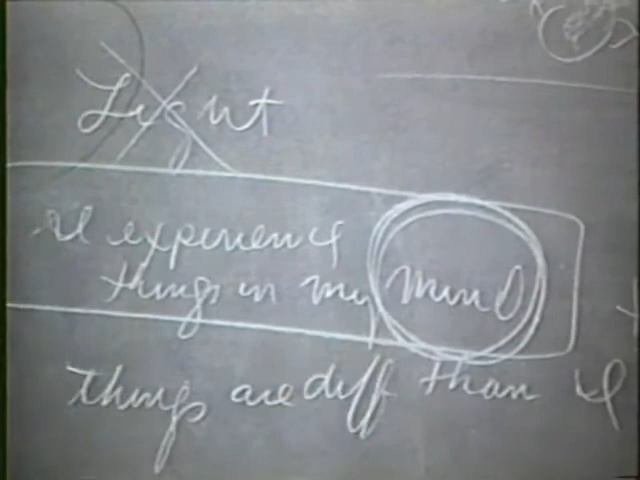 Light
I experience
things in my mind
things are diff than I